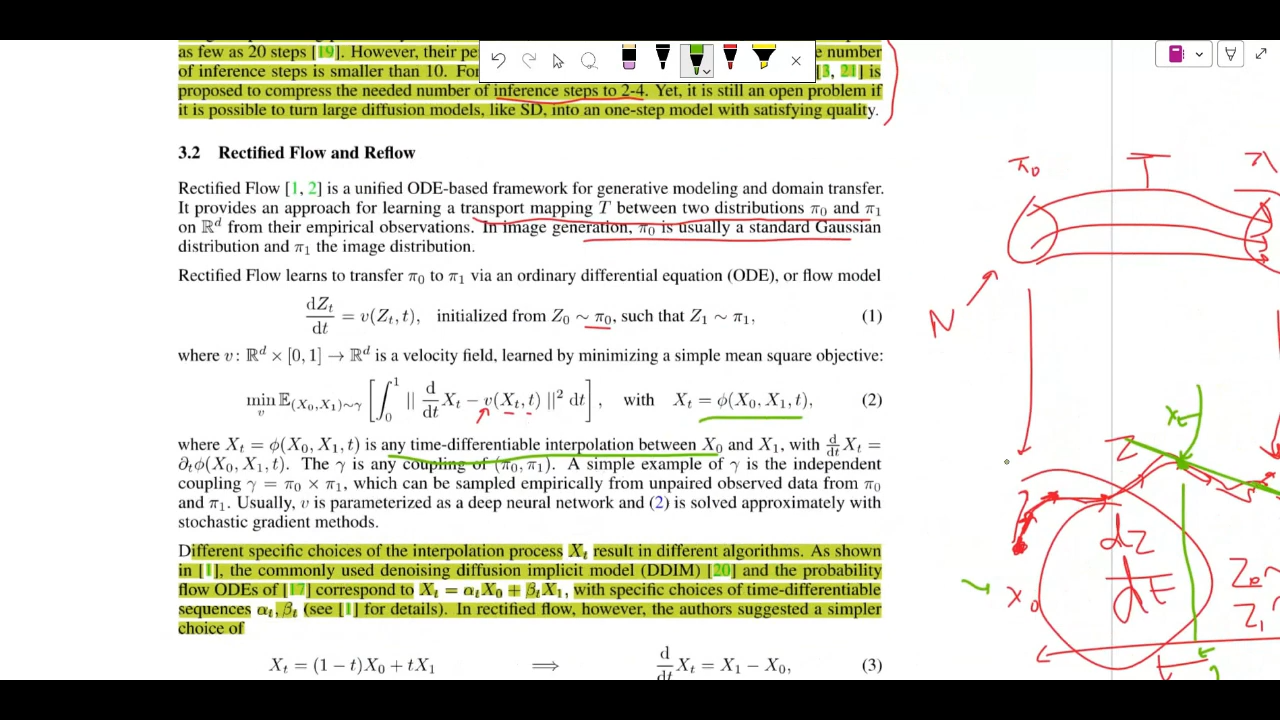 as few as 20 steps [19]. However, their pe
e number
of inference steps is smaller than 10. For
[3, 21] is
proposed to compress the needed number of inference steps to 2-4. Yet, it is still an open problem if
it is possible to turn large diffusion models, like SD, into an one-step model with satisfying quality.
3.2 Rectified Flow and Reflow
Rectified Flow [1, 2] is a unified ODE-based framework for generative modeling and domain transfer.
It provides an approach for learning a transport mapping T between two distributions π0 and π1
on ℝ^d from their empirical observations. In image generation, π0 is usually a standard Gaussian
distribution and π1 the image distribution.
Rectified Flow learns to transfer π0 to π1 via an ordinary differential equation (ODE), or flow model
dZt/dt = v(Zt, t), initialized from Z0 ∼ π0, such that Z1 ∼ π1, (1)
where v: ℝ^d × [0, 1] → ℝ^d is a velocity field, learned by minimizing a simple mean square objective:
min_v 𝔼(X0,X1)∼γ [∫_0^1 || d/dt Xt − v(Xt, t) ||^2 dt], with Xt = ϕ(X0, X1, t), (2)
where Xt = ϕ(X0, X1, t) is any time-differentiable interpolation between X0 and X1, with d/dt Xt =
∂tϕ(X0, X1, t). The γ is any coupling of (π0, π1). A simple example of γ is the independent
coupling γ = π0 × π1, which can be sampled empirically from unpaired observed data from π0
and π1. Usually, v is parameterized as a deep neural network and (2) is solved approximately with
stochastic gradient methods.
Different specific choices of the interpolation process Xt result in different algorithms. As shown
in [1], the commonly used denoising diffusion implicit model (DDIM) [20] and the probability
flow ODEs of [17] correspond to Xt = αtX0 + βtX1, with specific choices of time-differentiable
sequences αt, βt (see [1] for details). In rectified flow, however, the authors suggested a simpler
choice of
Xt = (1 − t)X0 + tX1 ⟹ d/dt Xt = X1 − X0, (3)
π0
T
N
Xt
Z
dz/dt
X0
Z0~
Z1~
t